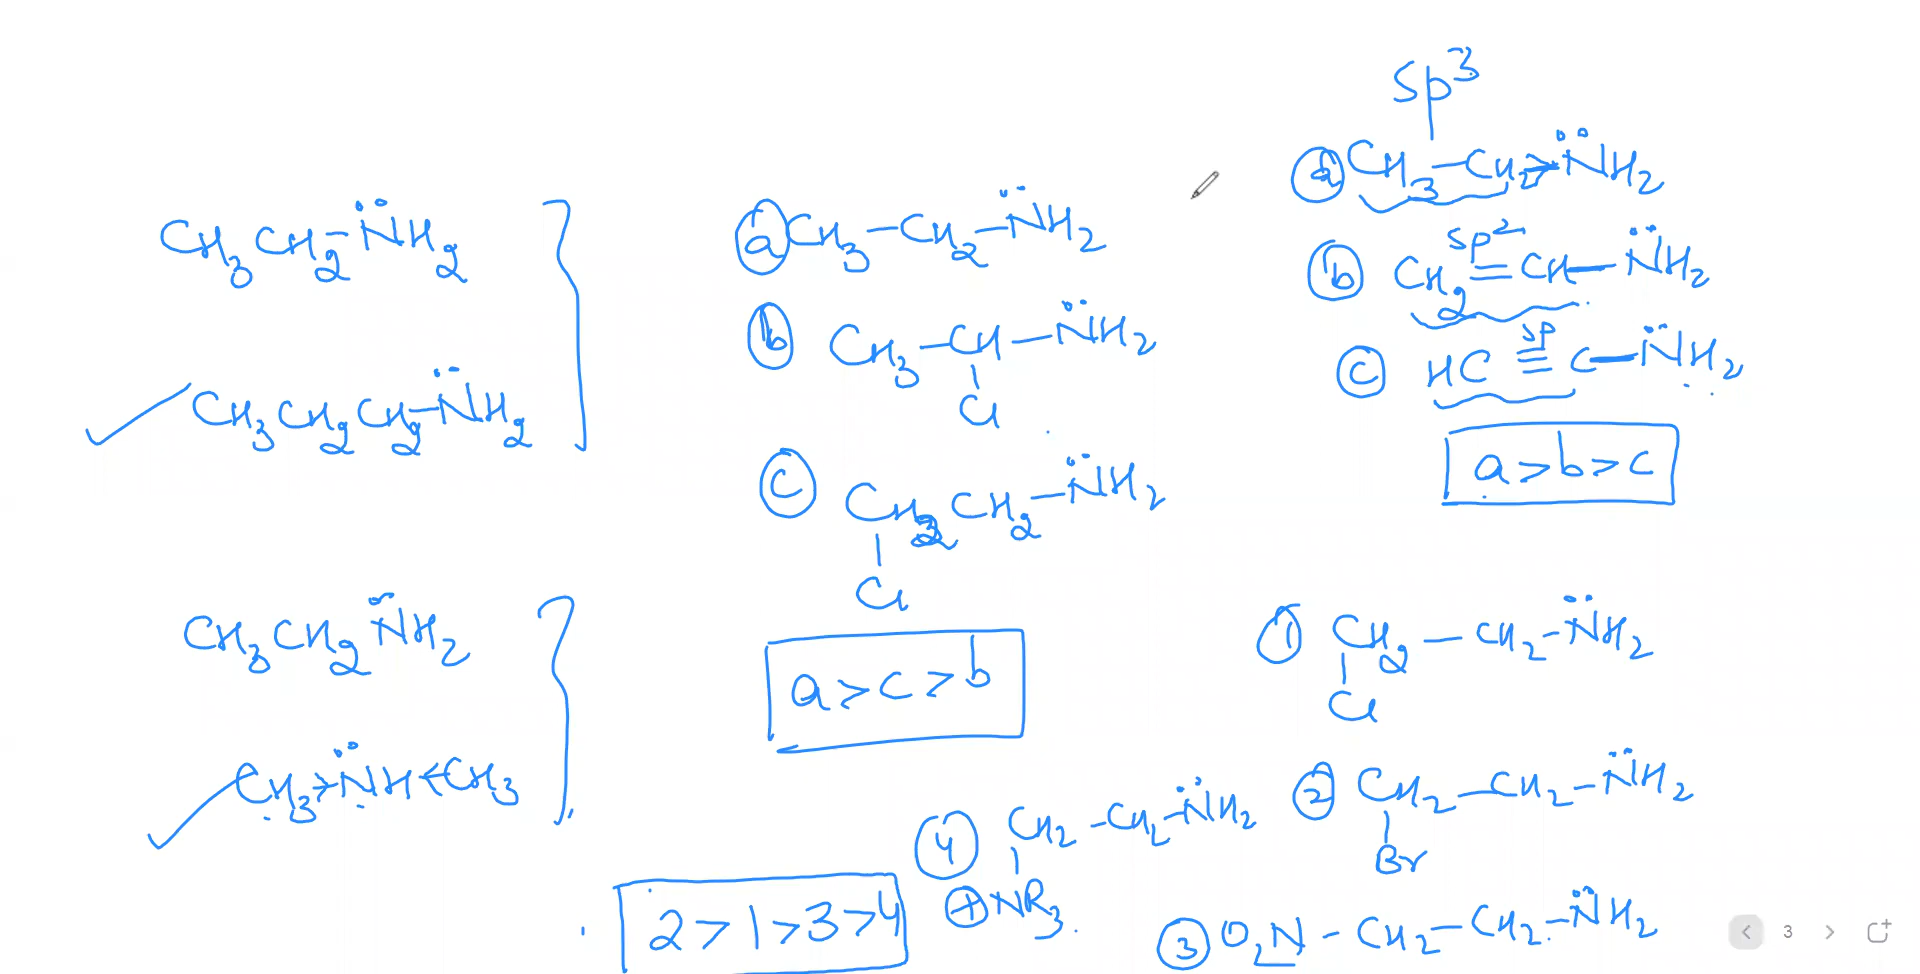 CH3CH2-N̈H2
CH3CH2CH2-N̈H2
CH3CH2N̈H2
CH3→N̈H←CH3
a CH3-CH2-N̈H2
b CH3-CH-N̈H2
Cl
c CH2CH2-N̈H2
Cl
a>c>b
sp3
a CH3-CH2→N̈H2
sp2
b CH2=CH-N̈H2
sp
c HC≡C-N̈H2
a>b>c
1 CH2-CH2-N̈H2
Cl
2 CH2-CH2-N̈H2
Br
3 O2N-CH2-CH2-N̈H2
4 CH2-CH2-N̈H2
⊕NR3
2>1>3>4
3